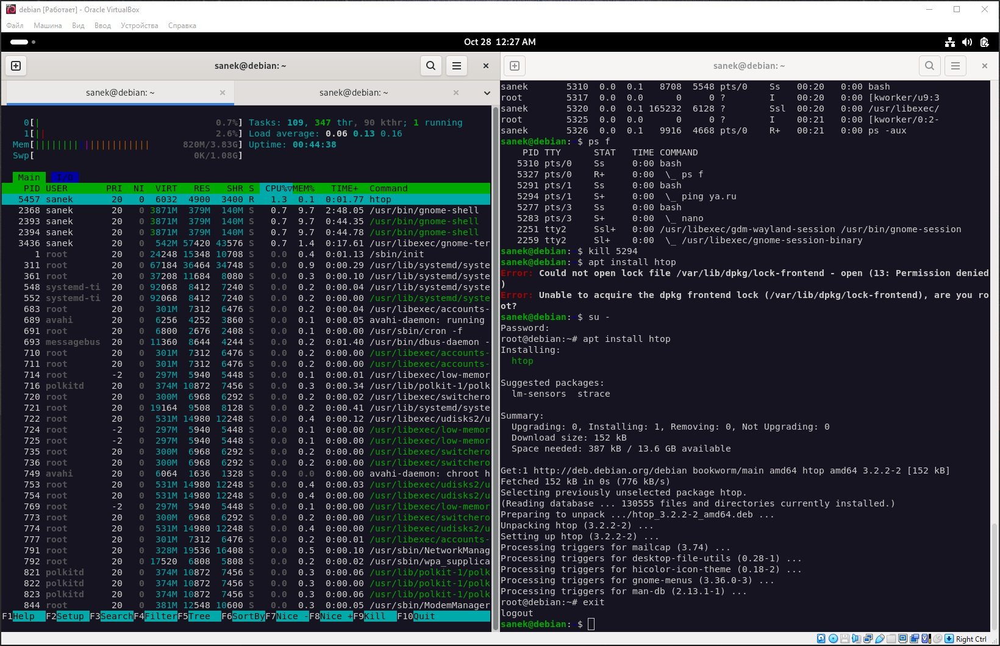 debian [Работает] - Oracle VirtualBox
Файл Машина Вид Ввод Устройства Справка
Oct 28 12:27 AM
sanek@debian: ~
sanek@debian: ~ × sanek@debian: ~ ×
0[| 0.7%] Tasks: 109, 347 thr, 90 kthr; 1 running
1[|| 2.6%] Load average: 0.06 0.13 0.16
Mem[||||||||||||||||||||| 820M/3.83G] Uptime: 00:44:38
Swp[ 0K/1.08G]
Main I/O
PID USER PRI NI VIRT RES SHR S CPU%▽MEM% TIME+ Command
5457 sanek 20 0 6032 4900 3400 R 1.3 0.1 0:01.77 htop
2368 sanek 20 0 3871M 379M 140M S 0.7 9.7 2:48.05 /usr/bin/gnome-shell
2393 sanek 20 0 3871M 379M 140M S 0.7 9.7 0:44.35 /usr/bin/gnome-shell
2394 sanek 20 0 3871M 379M 140M S 0.7 9.7 0:44.78 /usr/bin/gnome-shell
3436 sanek 20 0 542M 57420 43576 S 0.7 1.4 0:17.61 /usr/libexec/gnome-ter
1 root 20 0 24248 15348 10708 S 0.0 0.4 0:01.13 /sbin/init
311 root 20 0 67184 36464 34748 S 0.0 0.9 0:00.29 /usr/lib/systemd/syste
361 root 20 0 37208 11684 8080 S 0.0 0.3 0:00.10 /usr/lib/systemd/syste
548 systemd-ti 20 0 92068 8412 7240 S 0.0 0.2 0:00.04 /usr/lib/systemd/syste
552 systemd-ti 20 0 92068 8412 7240 S 0.0 0.2 0:00.00 /usr/lib/systemd/syste
683 root 20 0 301M 7312 6476 S 0.0 0.2 0:00.04 /usr/libexec/accounts-
689 avahi 20 0 6256 4252 3860 S 0.0 0.1 0:00.05 avahi-daemon: running
691 root 20 0 6800 2676 2408 S 0.0 0.1 0:00.00 /usr/sbin/cron -f
693 messagebus 20 0 11360 8644 4244 S 0.0 0.2 0:01.40 /usr/bin/dbus-daemon -
710 root 20 0 301M 7312 6476 S 0.0 0.2 0:00.00 /usr/libexec/accounts-
711 root 20 0 301M 7312 6476 S 0.0 0.2 0:00.00 /usr/libexec/accounts-
714 root -2 0 297M 5940 5448 S 0.0 0.1 0:00.01 /usr/libexec/low-memor
716 polkitd 20 0 374M 10872 7456 S 0.0 0.3 0:00.34 /usr/lib/polkit-1/polk
720 root 20 0 300M 6968 6292 S 0.0 0.2 0:00.02 /usr/libexec/switchero
721 root 20 0 19164 9508 8128 S 0.0 0.2 0:00.41 /usr/lib/systemd/syste
722 root 20 0 531M 14980 12248 S 0.0 0.4 0:00.12 /usr/libexec/udisks2/u
724 root -2 0 297M 5940 5448 S 0.0 0.1 0:00.00 /usr/libexec/low-memor
725 root -2 0 297M 5940 5448 S 0.0 0.1 0:00.00 /usr/libexec/low-memor
735 root 20 0 300M 6968 6292 S 0.0 0.2 0:00.00 /usr/libexec/switchero
736 root 20 0 300M 6968 6292 S 0.0 0.2 0:00.00 /usr/libexec/switchero
749 avahi 20 0 6064 1636 1328 S 0.0 0.0 0:00.00 avahi-daemon: chroot h
753 root 20 0 531M 14980 12248 S 0.0 0.4 0:00.03 /usr/libexec/udisks2/u
754 root 20 0 531M 14980 12248 S 0.0 0.4 0:00.00 /usr/libexec/udisks2/u
769 root -2 0 297M 5940 5448 S 0.0 0.1 0:00.00 /usr/libexec/low-memor
773 root 20 0 300M 6968 6292 S 0.0 0.2 0:00.00 /usr/libexec/switchero
774 root 20 0 531M 14980 12248 S 0.0 0.4 0:00.00 /usr/libexec/udisks2/u
777 root 20 0 301M 7312 6476 S 0.0 0.2 0:00.01 /usr/libexec/accounts-
791 root 20 0 328M 19536 16408 S 0.0 0.5 0:00.10 /usr/sbin/NetworkManag
792 root 20 0 17520 6808 5808 S 0.0 0.2 0:00.02 /usr/sbin/wpa_supplica
821 polkitd 20 0 374M 10872 7456 S 0.0 0.3 0:00.06 /usr/lib/polkit-1/polk
822 polkitd 20 0 374M 10872 7456 S 0.0 0.3 0:00.00 /usr/lib/polkit-1/polk
823 polkitd 20 0 374M 10872 7456 S 0.0 0.3 0:00.06 /usr/lib/polkit-1/polk
844 root 20 0 381M 12548 10600 S 0.0 0.3 0:00.05 /usr/sbin/ModemManager
F1Help F2Setup F3SearchF4FilterF5Tree F6SortByF7Nice -F8Nice +F9Kill F10Quit
sanek@debian: ~
sanek 5310 0.0 0.1 8708 5548 pts/0 Ss 00:20 0:00 bash
root 5317 0.0 0.0 0 0 ? I 00:20 0:00 [kworker/u9:3
sanek 5320 0.0 0.1 165232 6128 ? Ssl 00:20 0:00 /usr/libexec/
root 5325 0.0 0.0 0 0 ? I 00:21 0:00 [kworker/0:2-
sanek 5326 0.0 0.1 9916 4668 pts/0 R+ 00:21 0:00 ps -aux
sanek@debian:~$ ps f
PID TTY STAT TIME COMMAND
5310 pts/0 Ss 0:00 bash
5327 pts/0 R+ 0:00 \_ ps f
5291 pts/1 Ss 0:00 bash
5294 pts/1 S+ 0:00 \_ ping ya.ru
5277 pts/3 Ss 0:00 bash
5283 pts/3 S+ 0:00 \_ nano
2251 tty2 Ssl+ 0:00 /usr/libexec/gdm-wayland-session /usr/bin/gnome-session
2259 tty2 Sl+ 0:00 \_ /usr/libexec/gnome-session-binary
sanek@debian:~$ kill 5294
sanek@debian:~$ apt install htop
Error: Could not open lock file /var/lib/dpkg/lock-frontend - open (13: Permission denied
)
Error: Unable to acquire the dpkg frontend lock (/var/lib/dpkg/lock-frontend), are you ro
ot?
sanek@debian:~$ su -
Password:
root@debian:~# apt install htop
Installing:
htop
Suggested packages:
lm-sensors strace
Summary:
Upgrading: 0, Installing: 1, Removing: 0, Not Upgrading: 0
Download size: 152 kB
Space needed: 387 kB / 13.6 GB available
Get:1 http://deb.debian.org/debian bookworm/main amd64 htop amd64 3.2.2-2 [152 kB]
Fetched 152 kB in 0s (776 kB/s)
Selecting previously unselected package htop.
(Reading database ... 130555 files and directories currently installed.)
Preparing to unpack .../htop_3.2.2-2_amd64.deb ...
Unpacking htop (3.2.2-2) ...
Setting up htop (3.2.2-2) ...
Processing triggers for mailcap (3.74) ...
Processing triggers for desktop-file-utils (0.28-1) ...
Processing triggers for hicolor-icon-theme (0.18-2) ...
Processing triggers for gnome-menus (3.36.0-3) ...
Processing triggers for man-db (2.13.1-1) ...
root@debian:~# exit
logout
sanek@debian:~$
Right Ctrl